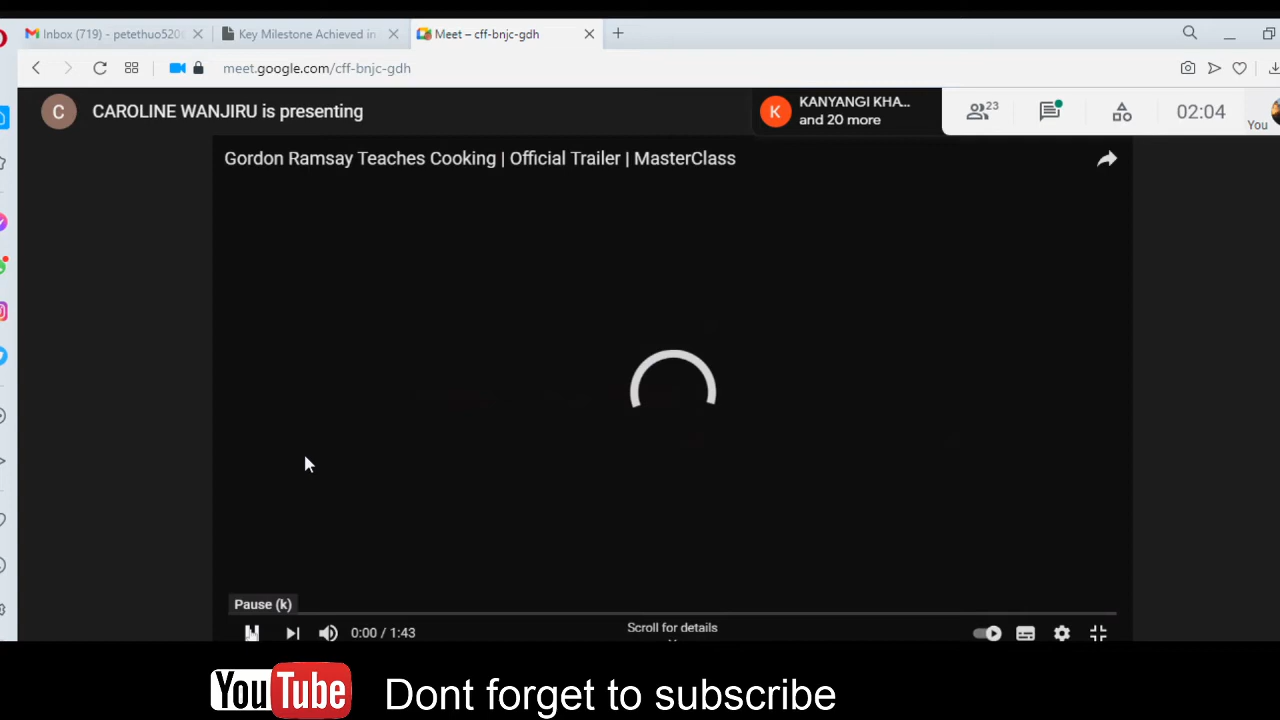 Inbox (719) - petethuo520
Key Milestone Achieved in
Meet – cff-bnjc-gdh
meet.google.com/cff-bnjc-gdh
C
CAROLINE WANJIRU is presenting
K
KANYANGI KHA...
and 20 more
23
02:04
You
Gordon Ramsay Teaches Cooking | Official Trailer | MasterClass
Pause (k)
0:00 / 1:43
Scroll for details
YouTube
Dont forget to subscribe